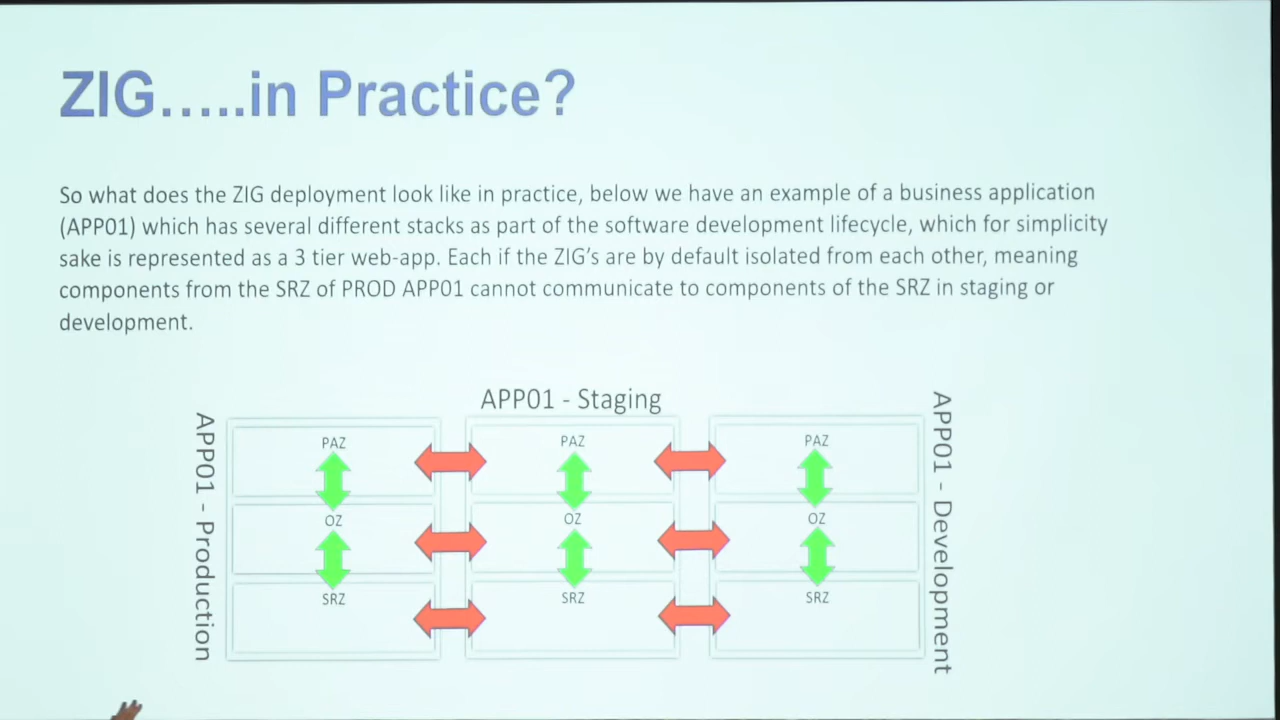 ZIG.....in Practice?
So what does the ZIG deployment look like in practice, below we have an example of a business application
(APP01) which has several different stacks as part of the software development lifecycle, which for simplicity
sake is represented as a 3 tier web-app. Each if the ZIG's are by default isolated from each other, meaning
components from the SRZ of PROD APP01 cannot communicate to components of the SRZ in staging or
development.
APP01 - Staging
APP01 - Production
APP01 - Development
PAZ
PAZ
PAZ
OZ
OZ
OZ
SRZ
SRZ
SRZ